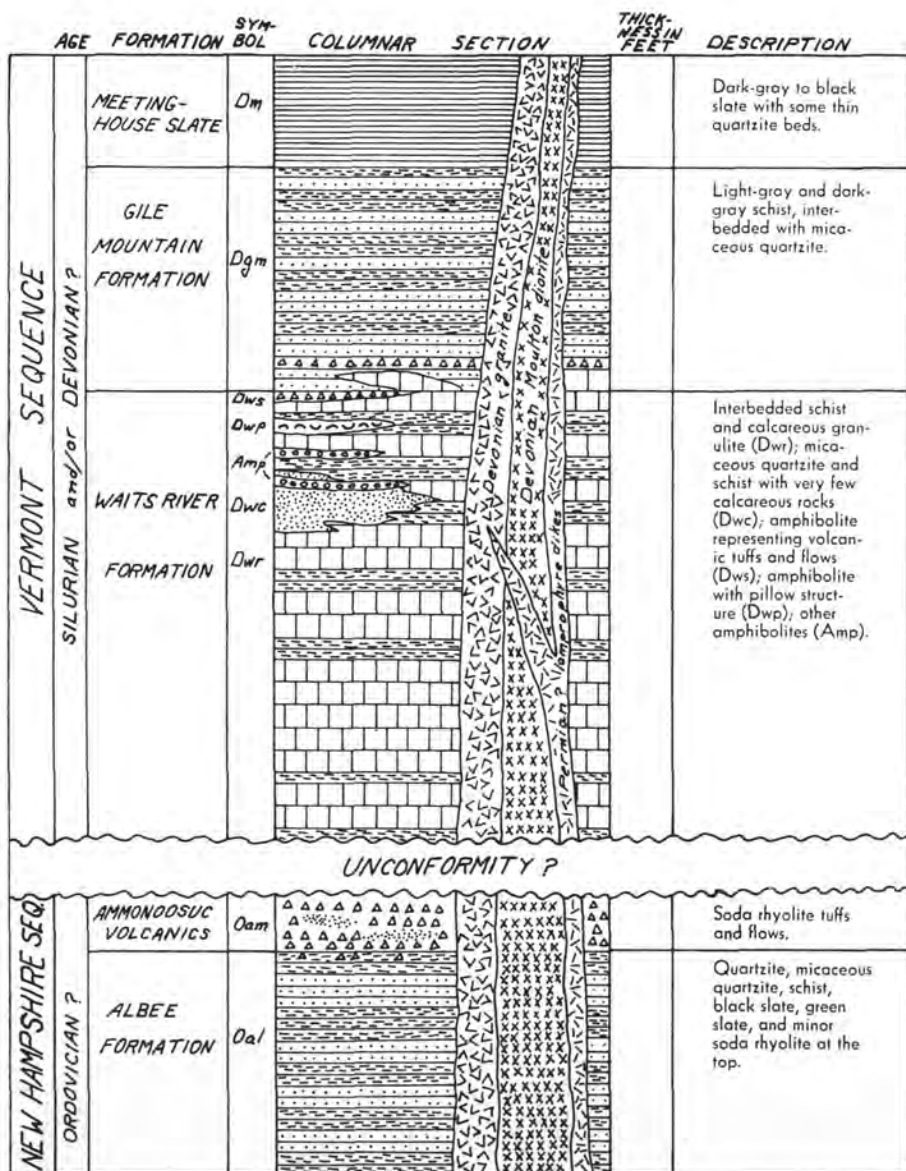 AGE FORMATION SYM-BOL COLUMNAR SECTION THICK-NESS IN FEET DESCRIPTION
VERMONT SEQUENCE
SILURIAN and/or DEVONIAN?
MEETING-
HOUSE SLATE
Dm
Dark-gray to black
slate with some thin
quartzite beds.
GILE
MOUNTAIN
FORMATION
Dgm
Light-gray and dark-
gray schist, inter-
bedded with mica-
ceous quartzite.
Devonian granite
Devonian Moulton diorite
Permian? lamprophire dikes
WAITS RIVER
FORMATION
Dws
Dwp
Amp'
Dwc
Dwr
Interbedded schist
and calcareous gran-
ulite (Dwr); mica-
ceous quartzite and
schist with very few
calcareous rocks
(Dwc); amphibolite
representing volcan-
ic tuffs and flows
(Dws); amphibolite
with pillow struct-
ure (Dwp); other
amphibolites (Amp).
UNCONFORMITY ?
NEW HAMPSHIRE SEQ.
ORDOVICIAN ?
AMMONOOSUC
VOLCANICS
Oam
Soda rhyolite tuffs
and flows.
ALBEE
FORMATION
Oal
Quartzite, micaceous
quartzite, schist,
black slate, green
slate, and minor
soda rhyolite at the
top.